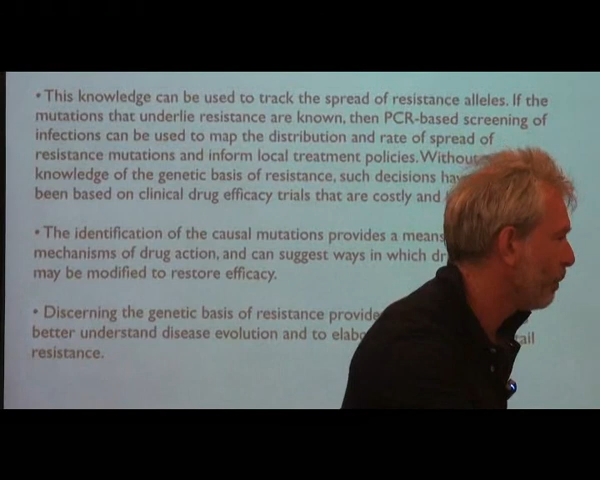 • This knowledge can be used to track the spread of resistance alleles. If the
mutations that underlie resistance are known, then PCR-based screening of
infections can be used to map the distribution and rate of spread of
resistance mutations and inform local treatment policies. Without
knowledge of the genetic basis of resistance, such decisions
been based on clinical drug efficacy trials that are costly and
• The identification of the causal mutations provides a means
mechanisms of drug action, and can suggest ways in which
may be modified to restore efficacy.
• Discerning the genetic basis of resistance
better understand disease evolution and to
resistance.